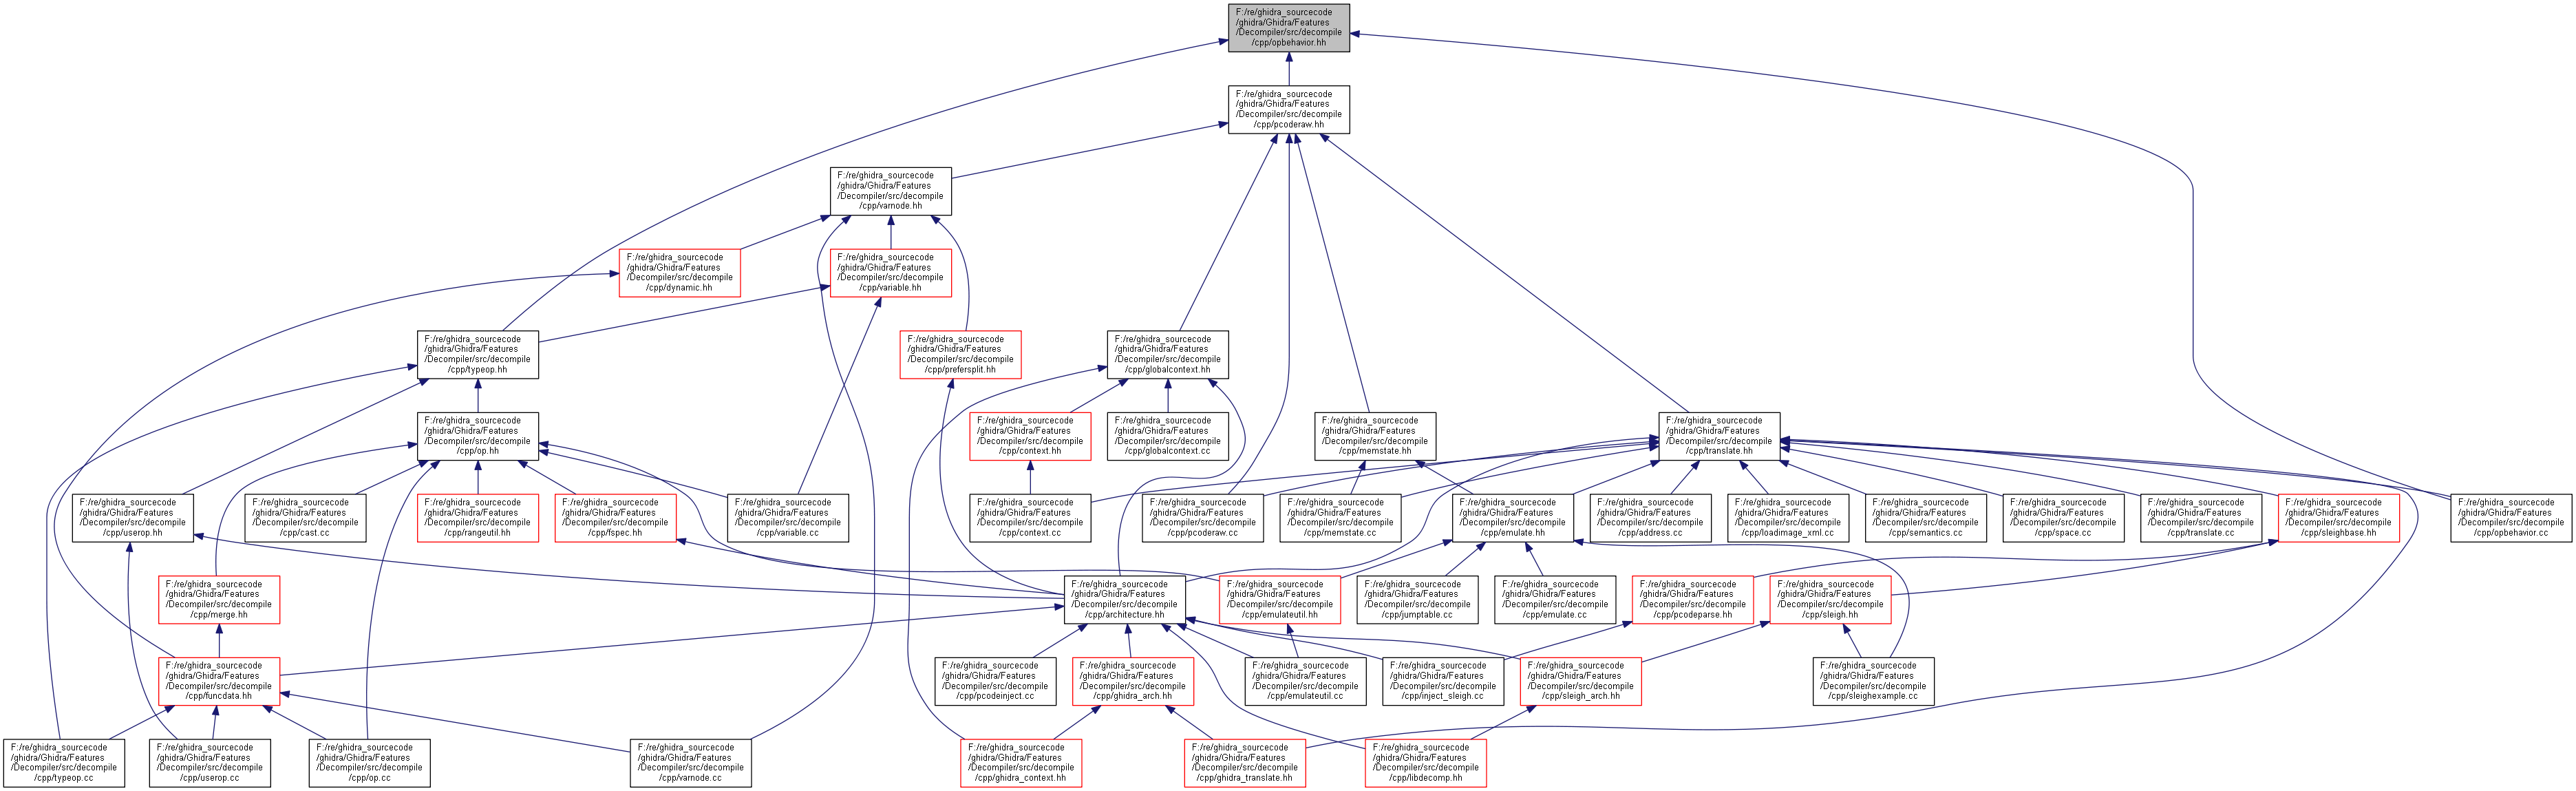 F:/re/ghidra_sourcecode
/ghidra/Ghidra/Features
/Decompiler/src/decompile
/cpp/opbehavior.hh
F:/re/ghidra_sourcecode
/ghidra/Ghidra/Features
/Decompiler/src/decompile
/cpp/pcoderaw.hh
F:/re/ghidra_sourcecode
/ghidra/Ghidra/Features
/Decompiler/src/decompile
/cpp/varnode.hh
F:/re/ghidra_sourcecode
/ghidra/Ghidra/Features
/Decompiler/src/decompile
/cpp/dynamic.hh
F:/re/ghidra_sourcecode
/ghidra/Ghidra/Features
/Decompiler/src/decompile
/cpp/variable.hh
F:/re/ghidra_sourcecode
/ghidra/Ghidra/Features
/Decompiler/src/decompile
/cpp/typeop.hh
F:/re/ghidra_sourcecode
/ghidra/Ghidra/Features
/Decompiler/src/decompile
/cpp/prefersplit.hh
F:/re/ghidra_sourcecode
/ghidra/Ghidra/Features
/Decompiler/src/decompile
/cpp/globalcontext.hh
F:/re/ghidra_sourcecode
/ghidra/Ghidra/Features
/Decompiler/src/decompile
/cpp/op.hh
F:/re/ghidra_sourcecode
/ghidra/Ghidra/Features
/Decompiler/src/decompile
/cpp/context.hh
F:/re/ghidra_sourcecode
/ghidra/Ghidra/Features
/Decompiler/src/decompile
/cpp/globalcontext.cc
F:/re/ghidra_sourcecode
/ghidra/Ghidra/Features
/Decompiler/src/decompile
/cpp/memstate.hh
F:/re/ghidra_sourcecode
/ghidra/Ghidra/Features
/Decompiler/src/decompile
/cpp/translate.hh
F:/re/ghidra_sourcecode
/ghidra/Ghidra/Features
/Decompiler/src/decompile
/cpp/userop.hh
F:/re/ghidra_sourcecode
/ghidra/Ghidra/Features
/Decompiler/src/decompile
/cpp/cast.cc
F:/re/ghidra_sourcecode
/ghidra/Ghidra/Features
/Decompiler/src/decompile
/cpp/rangeutil.hh
F:/re/ghidra_sourcecode
/ghidra/Ghidra/Features
/Decompiler/src/decompile
/cpp/fspec.hh
F:/re/ghidra_sourcecode
/ghidra/Ghidra/Features
/Decompiler/src/decompile
/cpp/variable.cc
F:/re/ghidra_sourcecode
/ghidra/Ghidra/Features
/Decompiler/src/decompile
/cpp/context.cc
F:/re/ghidra_sourcecode
/ghidra/Ghidra/Features
/Decompiler/src/decompile
/cpp/pcoderaw.cc
F:/re/ghidra_sourcecode
/ghidra/Ghidra/Features
/Decompiler/src/decompile
/cpp/memstate.cc
F:/re/ghidra_sourcecode
/ghidra/Ghidra/Features
/Decompiler/src/decompile
/cpp/emulate.hh
F:/re/ghidra_sourcecode
/ghidra/Ghidra/Features
/Decompiler/src/decompile
/cpp/address.cc
F:/re/ghidra_sourcecode
/ghidra/Ghidra/Features
/Decompiler/src/decompile
/cpp/loadimage_xml.cc
F:/re/ghidra_sourcecode
/ghidra/Ghidra/Features
/Decompiler/src/decompile
/cpp/semantics.cc
F:/re/ghidra_sourcecode
/ghidra/Ghidra/Features
/Decompiler/src/decompile
/cpp/space.cc
F:/re/ghidra_sourcecode
/ghidra/Ghidra/Features
/Decompiler/src/decompile
/cpp/translate.cc
F:/re/ghidra_sourcecode
/ghidra/Ghidra/Features
/Decompiler/src/decompile
/cpp/sleighbase.hh
F:/re/ghidra_sourcecode
/ghidra/Ghidra/Features
/Decompiler/src/decompile
/cpp/opbehavior.cc
F:/re/ghidra_sourcecode
/ghidra/Ghidra/Features
/Decompiler/src/decompile
/cpp/merge.hh
F:/re/ghidra_sourcecode
/ghidra/Ghidra/Features
/Decompiler/src/decompile
/cpp/architecture.hh
F:/re/ghidra_sourcecode
/ghidra/Ghidra/Features
/Decompiler/src/decompile
/cpp/emulateutil.hh
F:/re/ghidra_sourcecode
/ghidra/Ghidra/Features
/Decompiler/src/decompile
/cpp/jumptable.cc
F:/re/ghidra_sourcecode
/ghidra/Ghidra/Features
/Decompiler/src/decompile
/cpp/emulate.cc
F:/re/ghidra_sourcecode
/ghidra/Ghidra/Features
/Decompiler/src/decompile
/cpp/pcodeparse.hh
F:/re/ghidra_sourcecode
/ghidra/Ghidra/Features
/Decompiler/src/decompile
/cpp/sleigh.hh
F:/re/ghidra_sourcecode
/ghidra/Ghidra/Features
/Decompiler/src/decompile
/cpp/funcdata.hh
F:/re/ghidra_sourcecode
/ghidra/Ghidra/Features
/Decompiler/src/decompile
/cpp/pcodeinject.cc
F:/re/ghidra_sourcecode
/ghidra/Ghidra/Features
/Decompiler/src/decompile
/cpp/ghidra_arch.hh
F:/re/ghidra_sourcecode
/ghidra/Ghidra/Features
/Decompiler/src/decompile
/cpp/emulateutil.cc
F:/re/ghidra_sourcecode
/ghidra/Ghidra/Features
/Decompiler/src/decompile
/cpp/inject_sleigh.cc
F:/re/ghidra_sourcecode
/ghidra/Ghidra/Features
/Decompiler/src/decompile
/cpp/sleigh_arch.hh
F:/re/ghidra_sourcecode
/ghidra/Ghidra/Features
/Decompiler/src/decompile
/cpp/sleighexample.cc
F:/re/ghidra_sourcecode
/ghidra/Ghidra/Features
/Decompiler/src/decompile
/cpp/typeop.cc
F:/re/ghidra_sourcecode
/ghidra/Ghidra/Features
/Decompiler/src/decompile
/cpp/userop.cc
F:/re/ghidra_sourcecode
/ghidra/Ghidra/Features
/Decompiler/src/decompile
/cpp/op.cc
F:/re/ghidra_sourcecode
/ghidra/Ghidra/Features
/Decompiler/src/decompile
/cpp/varnode.cc
F:/re/ghidra_sourcecode
/ghidra/Ghidra/Features
/Decompiler/src/decompile
/cpp/ghidra_context.hh
F:/re/ghidra_sourcecode
/ghidra/Ghidra/Features
/Decompiler/src/decompile
/cpp/ghidra_translate.hh
F:/re/ghidra_sourcecode
/ghidra/Ghidra/Features
/Decompiler/src/decompile
/cpp/libdecomp.hh